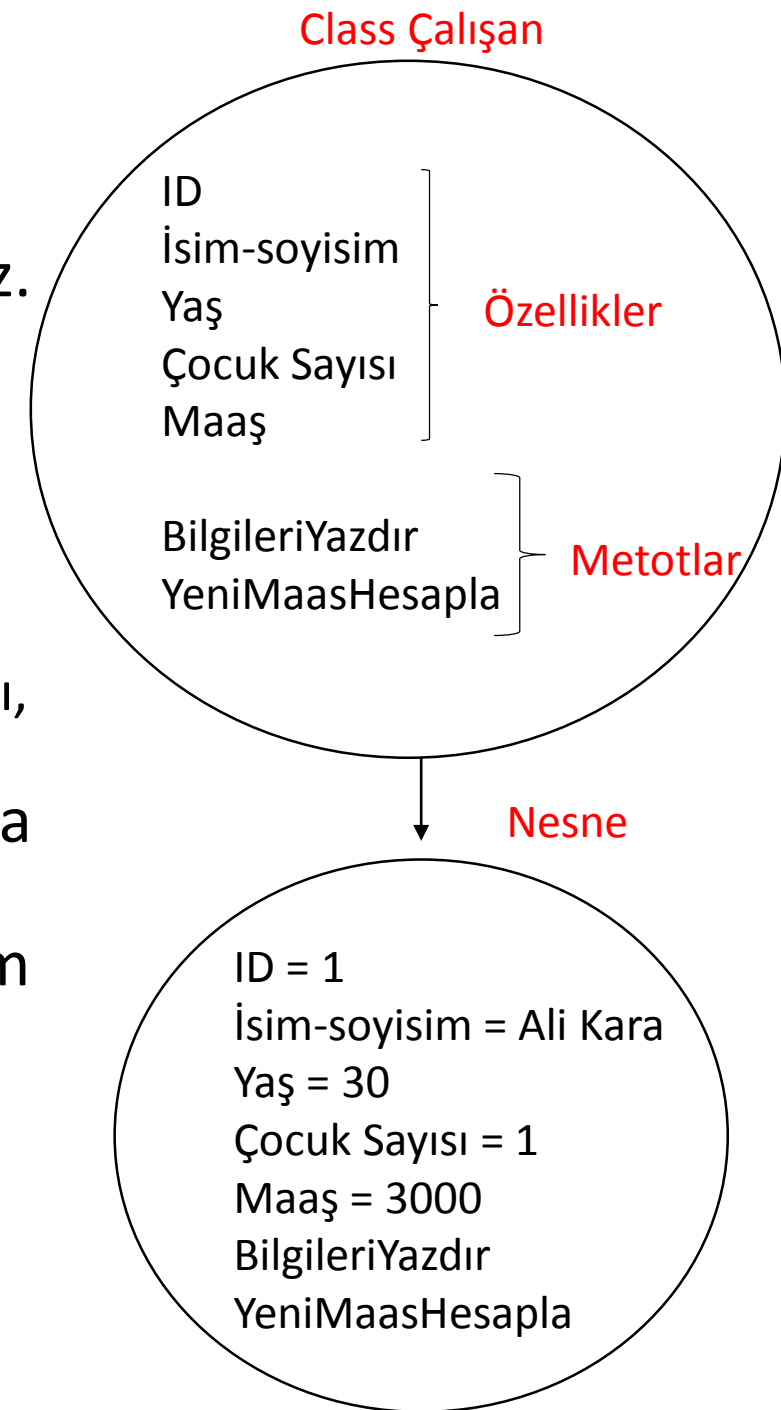 Class Çalışan
ID
İsim-soyisim
z.
Yaş
Özellikler
Çocuk Sayısı
Maaş
BilgileriYazdır
Metotlar
YeniMaasHesapla
ı,
a
Nesne
m
ID = 1
İsim-soyisim = Ali Kara
Yaş = 30
Çocuk Sayısı = 1
Maaş = 3000
BilgileriYazdır
YeniMaasHesapla